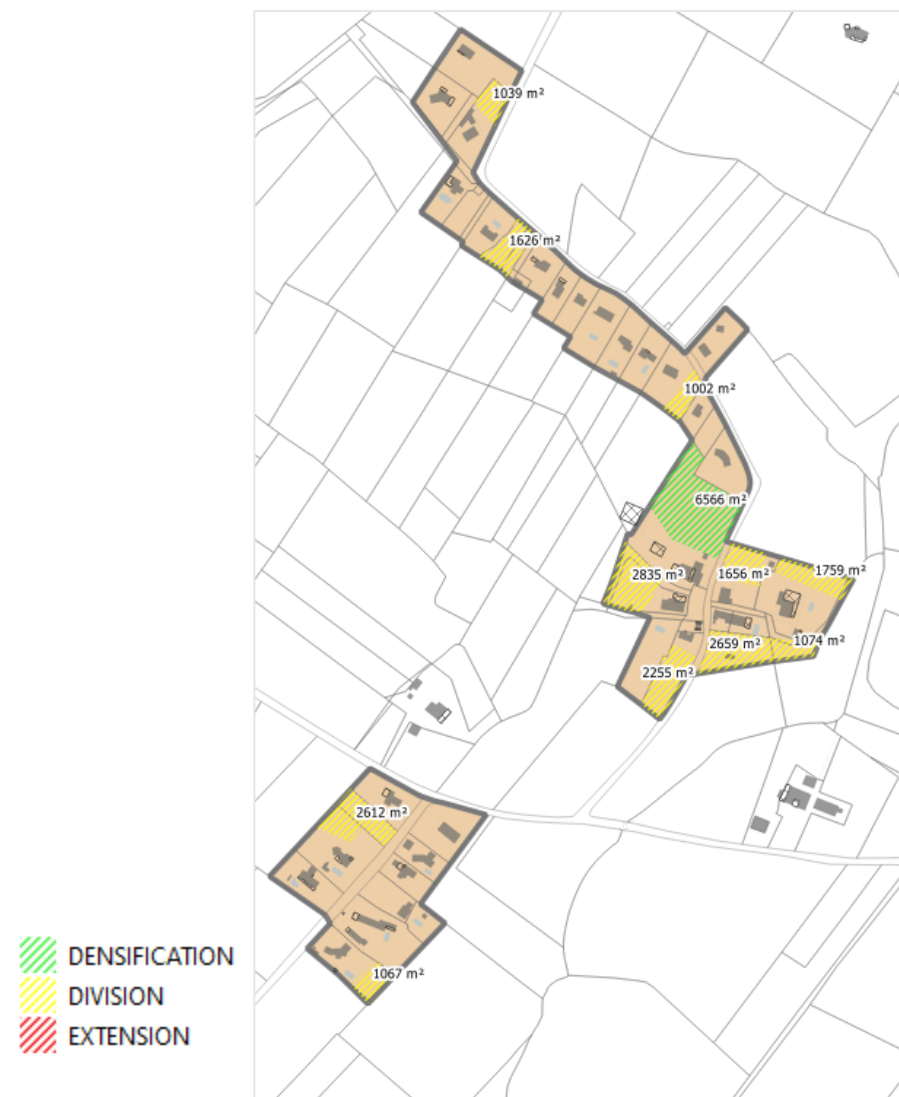 1039 m²
1626 m²
1002 m²
6566 m²
2835 m²
1656 m²
1759 m²
2659 m²
1074 m²
2255 m²
2612 m²
1067 m²
DENSIFICATION
DIVISION
EXTENSION